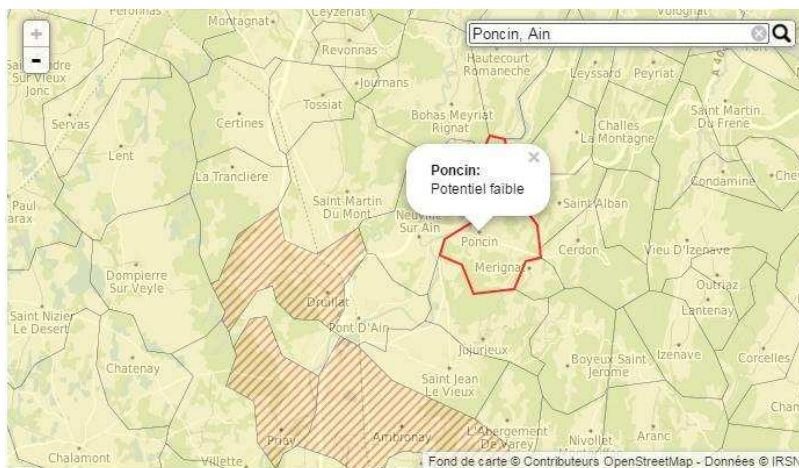 Peronnas
Montagnat
Ceyzeriat
Volognat
+
-
Poncin, Ain
Revonnas
Hautecourt
Romaneche
Leyssard
Peyriat
A 40
Sur Vieux
Jonc
Journans
Tossiat
Bohas Meyriat
Rignat
Challes
La Montagne
Saint Martin
Du Frene
Servas
Certines
Lent
La Trancliere
Poncin:
Potentiel faible
Condamine
Paul
Saint Martin
Du Mont
Neuville
Sur Ain
Saint Alban
Poncin
Cerdon
Vieu D'Izenave
Merignat
Dompierre
Sur Veyle
Outriaz
Lantenay
Druillat
Saint Nizier
Le Desert
Pont D'Ain
Jujurieux
Chatenay
Boyeux Saint
Jerome
Izenave
Corcelles
Saint Jean
Le Vieux
Priay
Ambronay
L'Abergement
De Varey
Nivollet
Aranc
Chalamont
Villette
Fond de carte © Contributeurs OpenStreetMap - Données © IRSN